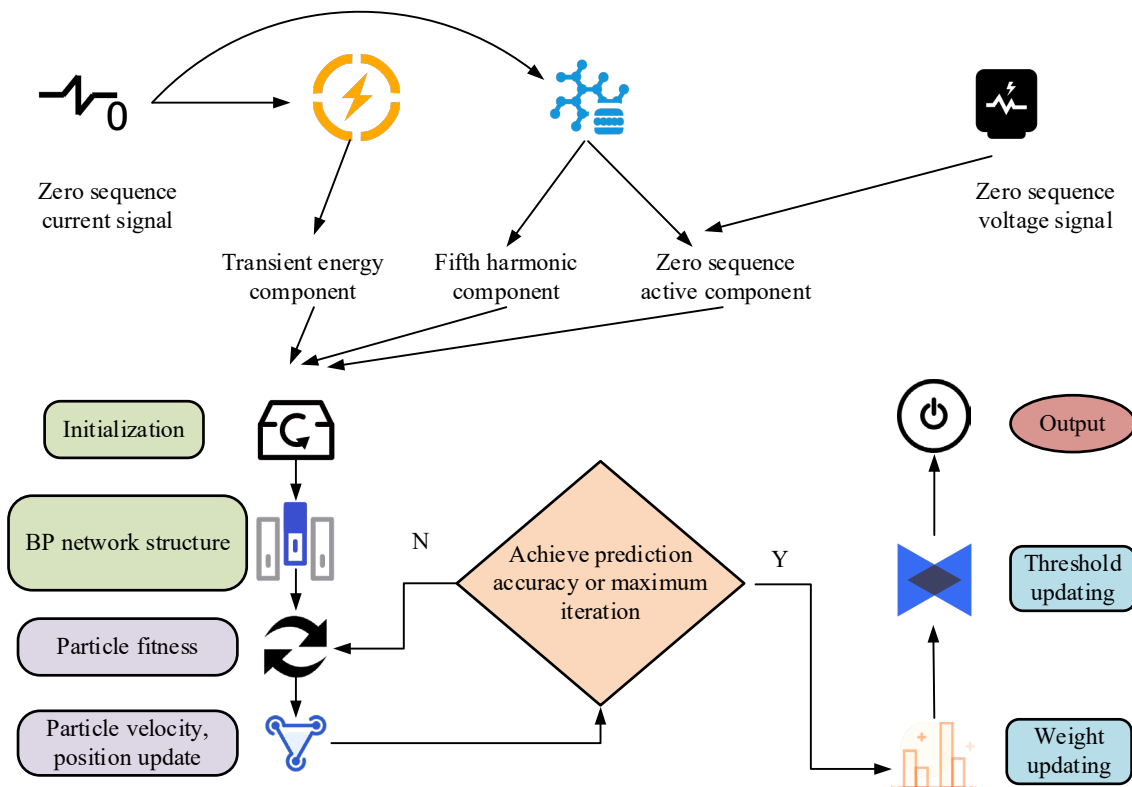 0
Zero sequence
current signal
Zero sequence
voltage signal
Transient energy
component
Fifth harmonic
component
Zero sequence
active component
Initialization
BP network structure
Particle fitness
Particle velocity,
position update
N
Achieve prediction
accuracy or maximum
iteration
Y
Output
Threshold
updating
Weight
updating